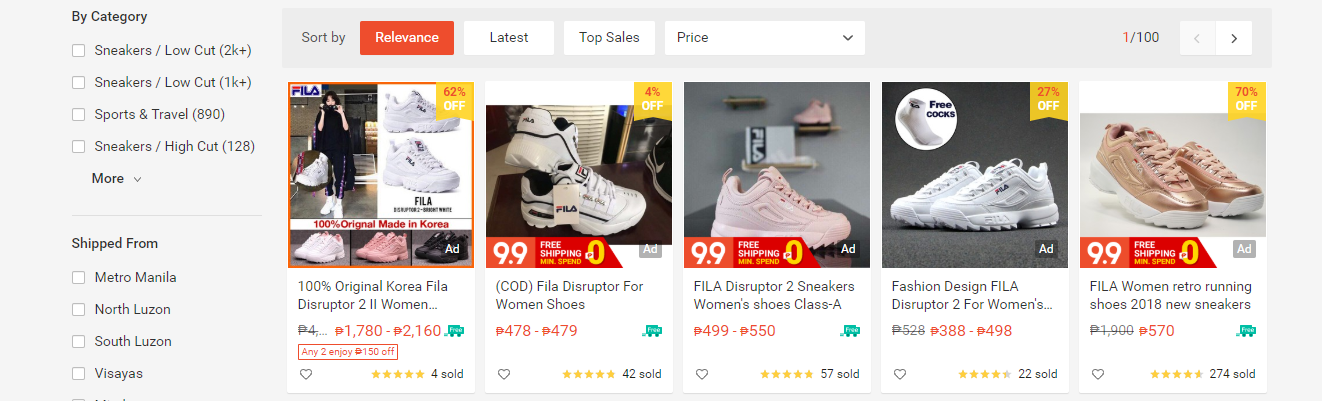 By Category
Sneakers / Low Cut (2k+)
Sneakers / Low Cut (1k+)
Sports & Travel (890)
Sneakers / High Cut (128)
More
Shipped From
Metro Manila
North Luzon
South Luzon
Visayas
Sort by
Relevance
Latest
Top Sales
Price
1/100
FILA
62%
OFF
FILA
DISRUPTOR 2 - BRIGHT WHITE
100%Orignal Made in Korea
Ad
100% Original Korea Fila
Disruptor 2 II Women...
₱4,... ₱1,780 - ₱2,160 Free
Any 2 enjoy ₱150 off
4 sold
4%
OFF
FILA
9.9 FREE
SHIPPING
MIN. SPEND ₱0
Ad
(COD) Fila Disruptor For
Women Shoes
₱478 - ₱479 Free
42 sold
FILA
9.9 FREE
SHIPPING
MIN. SPEND ₱0
Ad
FILA Disruptor 2 Sneakers
Women's shoes Class-A
₱499 - ₱550 Free
57 sold
Free
COCKS
27%
OFF
FILA
Ad
Fashion Design FILA
Disruptor 2 For Women's...
₱528 ₱388 - ₱498
22 sold
70%
OFF
9.9 FREE
SHIPPING
MIN. SPEND ₱0
Ad
FILA Women retro running
shoes 2018 new sneakers
₱1,900 ₱570 Free
274 sold